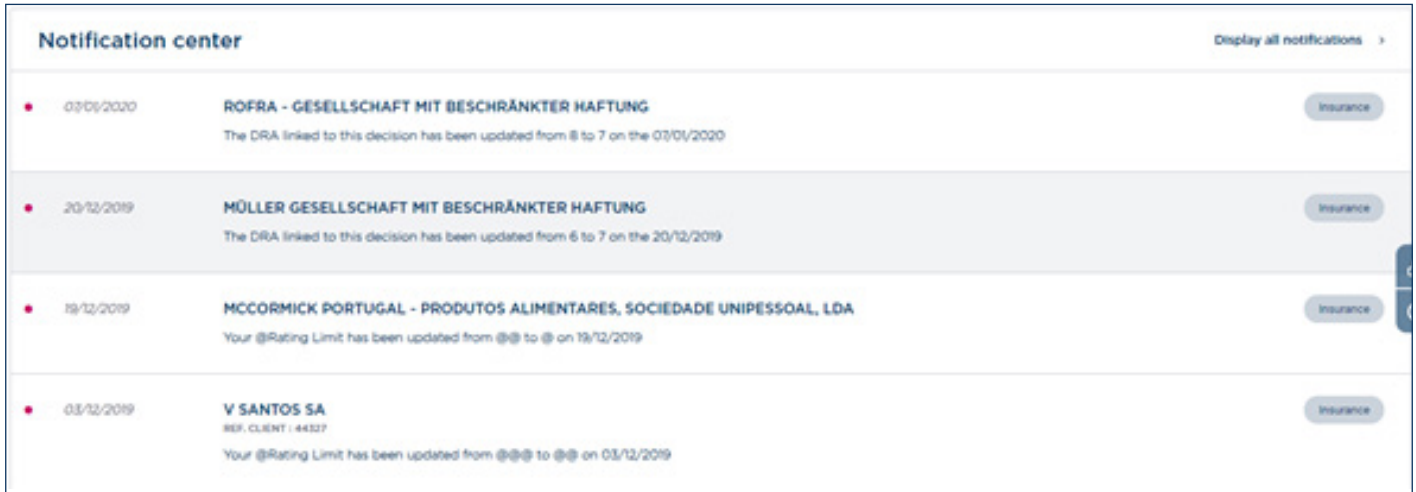 Notification center
Display all notifications
07/01/2020
ROFRA - GESELLSCHAFT MIT BESCHRÄNKTER HAFTUNG
Insurance
The DRA linked to this decision has been updated from 8 to 7 on the 07/01/2020
20/12/2019
MÜLLER GESELLSCHAFT MIT BESCHRÄNKTER HAFTUNG
Insurance
The DRA linked to this decision has been updated from 6 to 7 on the 20/12/2019
19/12/2019
MCCORMICK PORTUGAL - PRODUTOS ALIMENTARES, SOCIEDADE UNIPESSOAL, LDA
Insurance
Your @Rating Limit has been updated from @@ to @ on 19/12/2019
03/12/2019
V SANTOS SA
Insurance
REF. CLIENT : 44327
Your @Rating Limit has been updated from @@@ to @@ on 03/12/2019